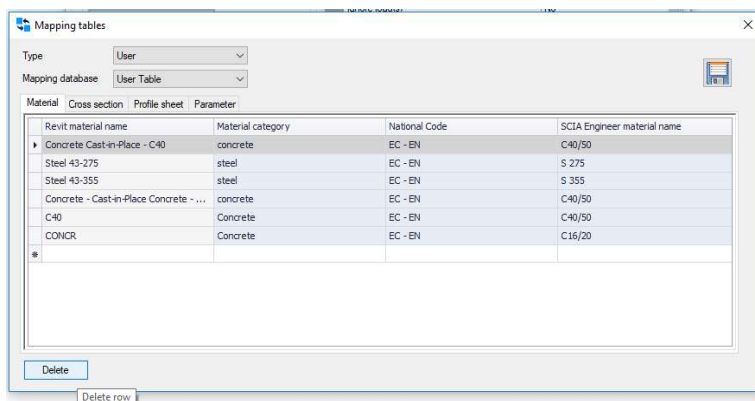 Mapping tables
Type User
Mapping database User Table
Material Cross section Profile sheet Parameter
Revit material name Material category National Code SCIA Engineer material name
Concrete Cast-in-Place - C40 concrete EC - EN C40/50
Steel 43-275 steel EC - EN S 275
Steel 43-355 steel EC - EN S 355
Concrete - Cast-in-Place Concrete - ... concrete EC - EN C40/50
C40 Concrete EC - EN C40/50
CONCR Concrete EC - EN C16/20
Delete
Delete row